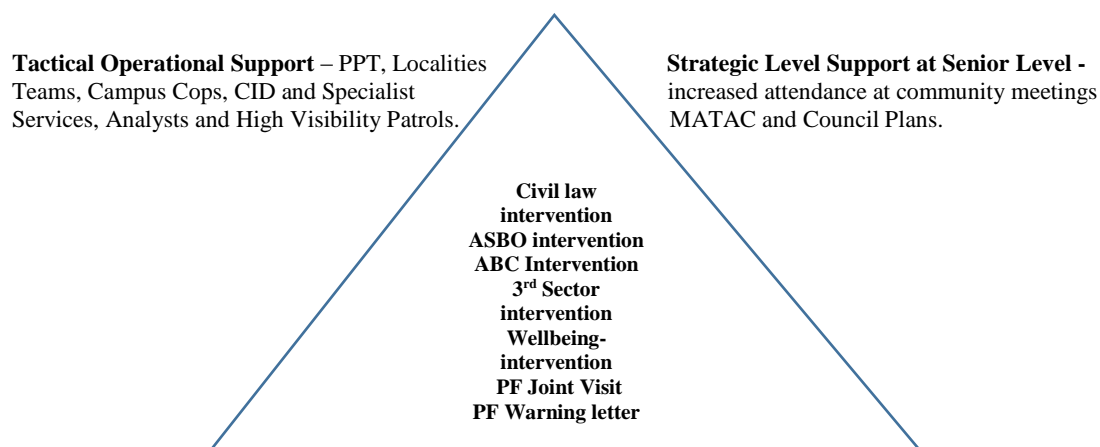 Tactical Operational Support – PPT, Localities
Teams, Campus Cops, CID and Specialist
Services, Analysts and High Visibility Patrols.
Strategic Level Support at Senior Level -
increased attendance at community meetings
MATAC and Council Plans.
Civil law
intervention
ASBO intervention
ABC Intervention
3rd Sector
intervention
Wellbeing-
intervention
PF Joint Visit
PF Warning letter